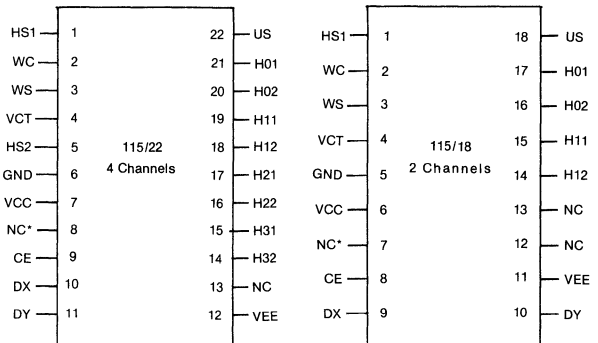 HS1 1 22 US
WC 2 21 H01
WS 3 20 H02
VCT 4 19 H11
HS2 5 115/22 18 H12
GND 6 4 Channels 17 H21
VCC 7 16 H22
NC* 8 15 H31
CE 9 14 H32
DX 10 13 NC
DY 11 12 VEE
HS1 1 18 US
WC 2 17 H01
WS 3 16 H02
VCT 4 115/18 15 H11
GND 5 2 Channels 14 H12
VCC 6 13 NC
NC* 7 12 NC
CE 8 11 VEE
DX 9 10 DY